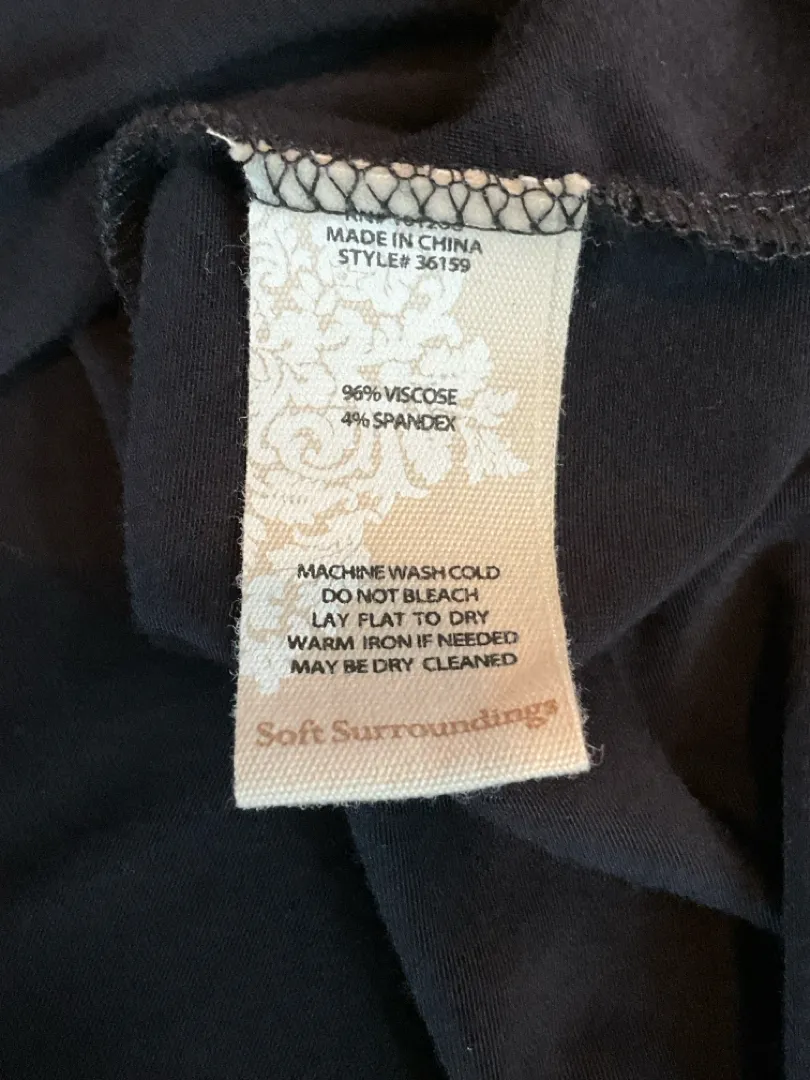 RN#
MADE IN CHINA
STYLE# 36159
96% VISCOSE
4% SPANDEX
MACHINE WASH COLD
DO NOT BLEACH
LAY FLAT TO DRY
WARM IRON IF NEEDED
MAY BE DRY CLEANED
Soft Surroundings